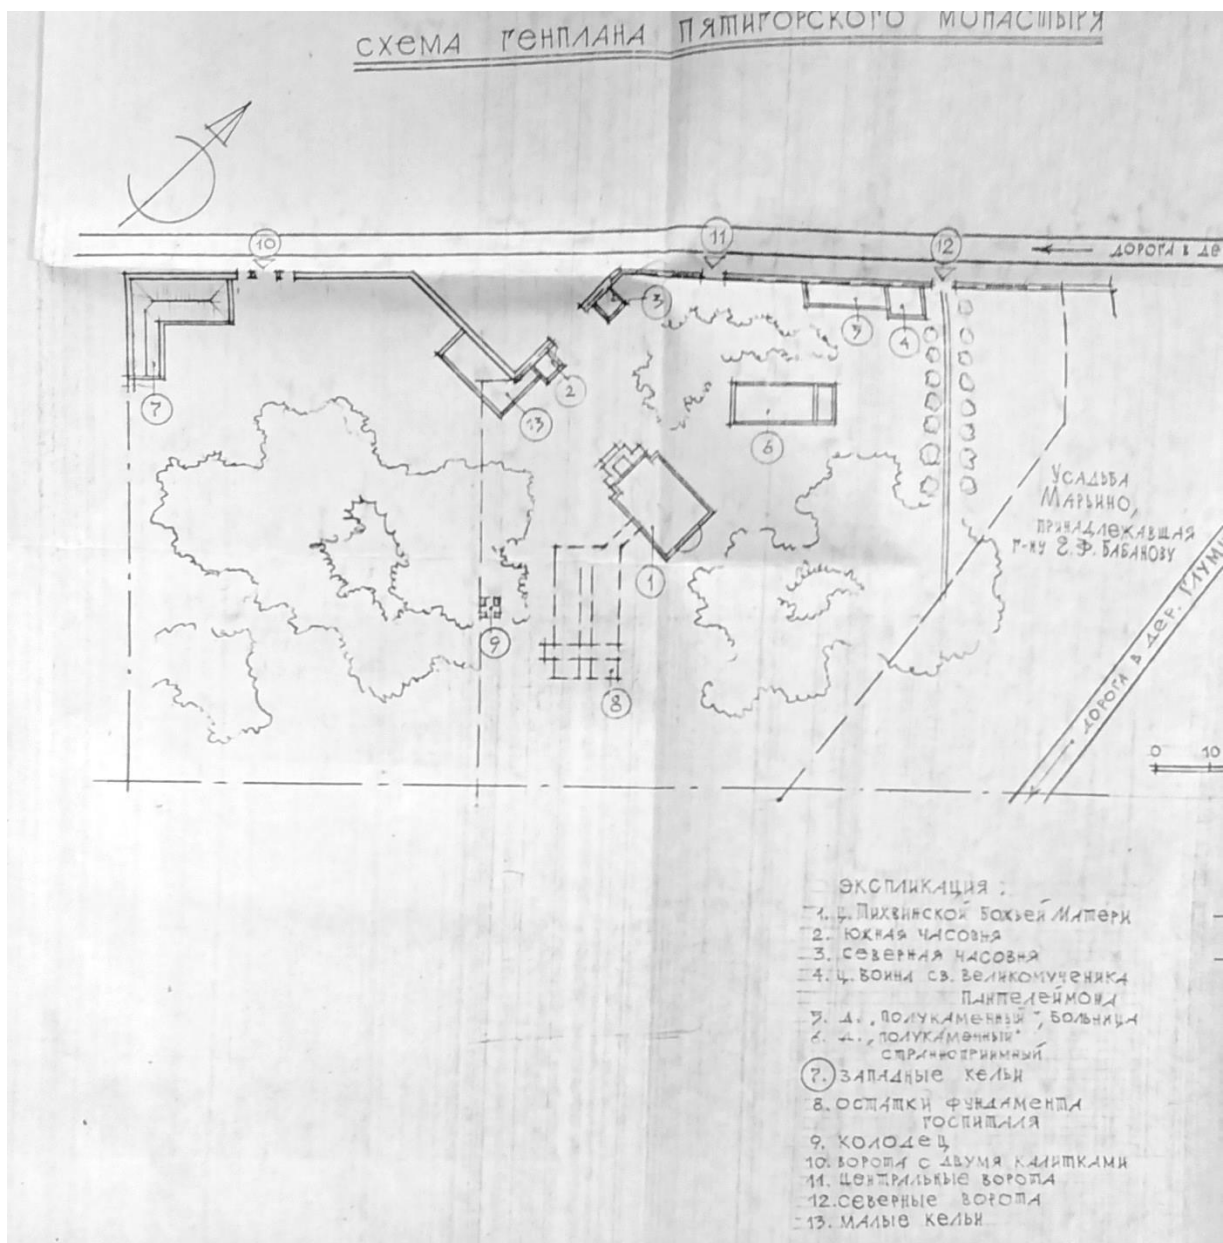 СХЕМА ГЕНПЛАНА ПЯТИГОРСКОГО МОНАСТЫРЯ
10
11
12
ДОРОГА В ДЕ
3
5
4
7
2
13
6
УСАДЬБА
МАРЬИНО,
ПРИНАДЛЕЖАВШАЯ
Г-НУ Е.Ф. БАБАНОВУ
1
9
8
ДОРОГА В ДЕР. ГЛУМИ
0 10
ЭКСПЛИКАЦИЯ:
1. Ц. ТИХВИНСКОЙ БОЖЬЕЙ МАТЕРИ
2. ЮЖНАЯ ЧАСОВНЯ
3. СЕВЕРНАЯ ЧАСОВНЯ
4. Ц. ВОИНА СВ. ВЕЛИКОМУЧЕНИКА
ПАНТЕЛЕЙМОНА
5. Д. „ПОЛУКАМЕННЫЙ", БОЛЬНИЦА
6. Д. „ПОЛУКАМЕННЫЙ"
СТРАННОПРИИМНЫЙ
7. ЗАПАДНЫЕ КЕЛЬИ
8. ОСТАТКИ ФУНДАМЕНТА
ГОСПИТАЛЯ
9. КОЛОДЕЦ
10. ВОРОТА С ДВУМЯ КАЛИТКАМИ
11. ЦЕНТРАЛЬНЫЕ ВОРОТА
12. СЕВЕРНЫЕ ВОРОТА
13. МАЛЫЕ КЕЛЬИ